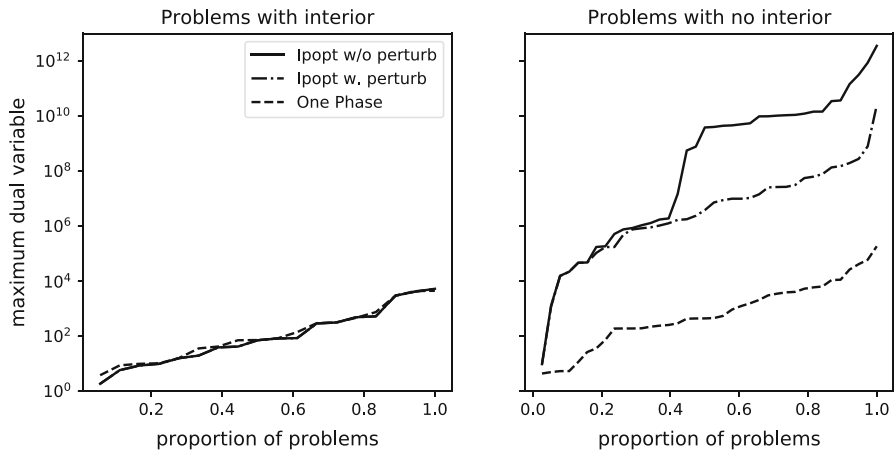 Problems with interior
Problems with no interior
Ipopt w/o perturb
Ipopt w. perturb
One Phase
maximum dual variable
10^12
10^10
10^8
10^6
10^4
10^2
10^0
0.2 0.4 0.6 0.8 1.0
0.0 0.2 0.4 0.6 0.8 1.0
proportion of problems
proportion of problems